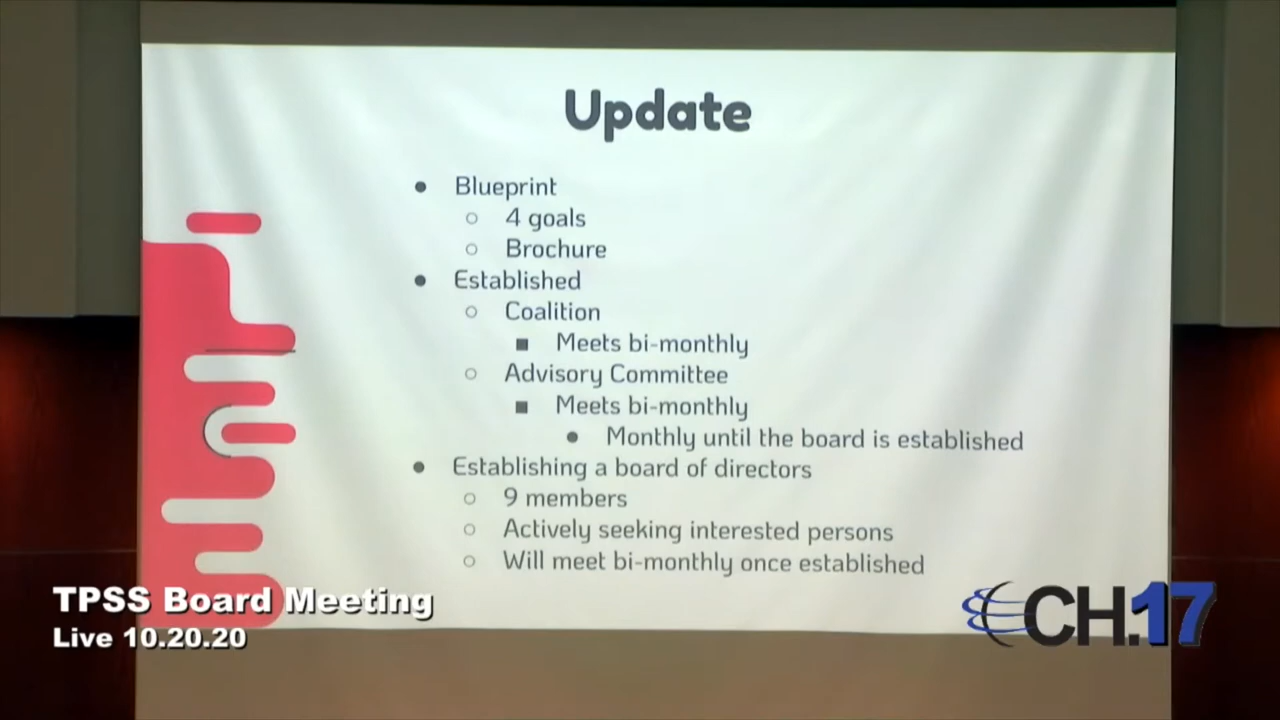 Update
● Blueprint
○ 4 goals
○ Brochure
● Established
○ Coalition
■ Meets bi-monthly
○ Advisory Committee
■ Meets bi-monthly
● Monthly until the board is established
● Establishing a board of directors
○ 9 members
○ Actively seeking interested persons
○ Will meet bi-monthly once established
TPSS Board Meeting
Live 10.20.20
CH.17